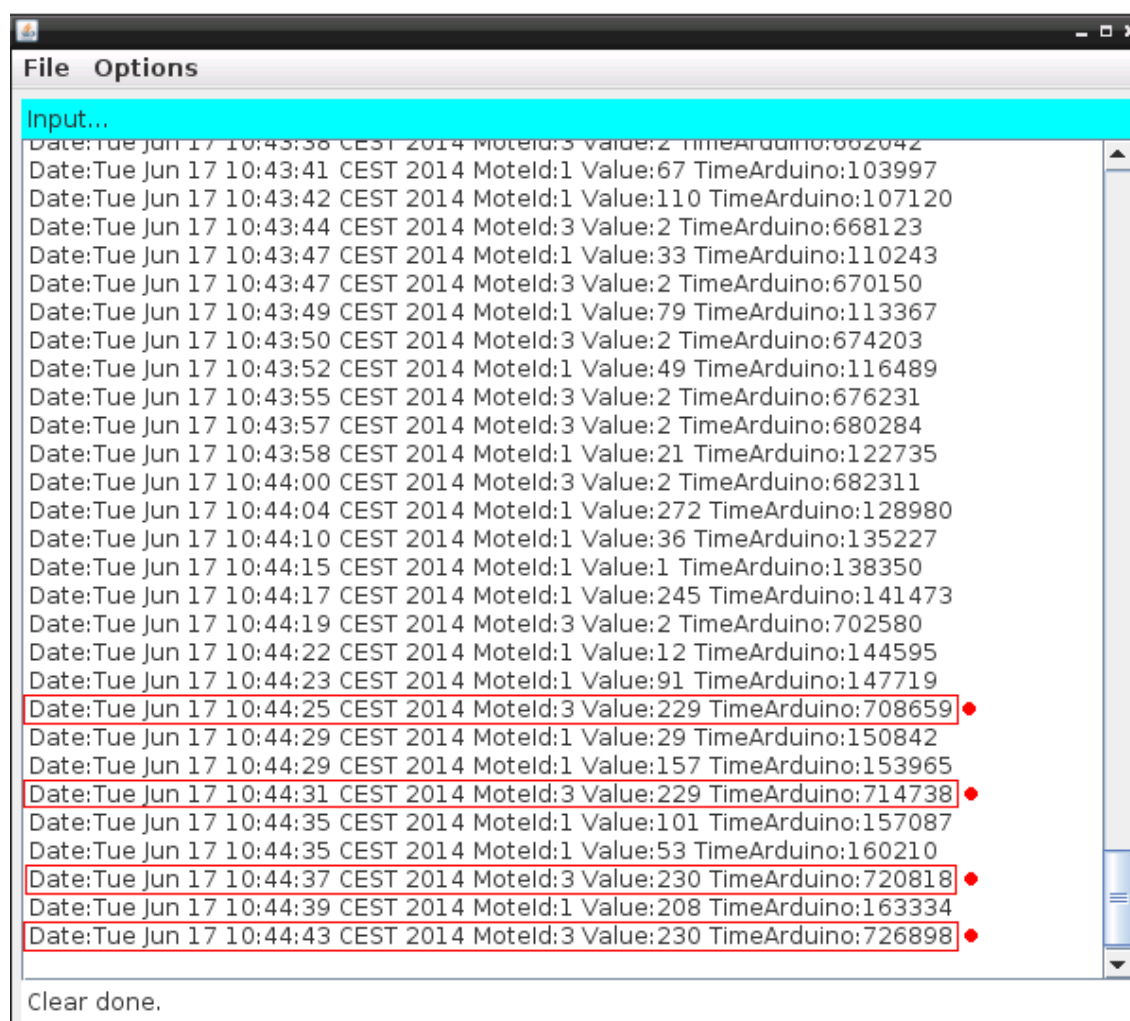 File Options
Input...
Date:Tue Jun 17 10:43:38 CEST 2014 MoteId:3 Value:2 TimeArduino:662042
Date:Tue Jun 17 10:43:41 CEST 2014 MoteId:1 Value:67 TimeArduino:103997
Date:Tue Jun 17 10:43:42 CEST 2014 MoteId:1 Value:110 TimeArduino:107120
Date:Tue Jun 17 10:43:44 CEST 2014 MoteId:3 Value:2 TimeArduino:668123
Date:Tue Jun 17 10:43:47 CEST 2014 MoteId:1 Value:33 TimeArduino:110243
Date:Tue Jun 17 10:43:47 CEST 2014 MoteId:3 Value:2 TimeArduino:670150
Date:Tue Jun 17 10:43:49 CEST 2014 MoteId:1 Value:79 TimeArduino:113367
Date:Tue Jun 17 10:43:50 CEST 2014 MoteId:3 Value:2 TimeArduino:674203
Date:Tue Jun 17 10:43:52 CEST 2014 MoteId:1 Value:49 TimeArduino:116489
Date:Tue Jun 17 10:43:55 CEST 2014 MoteId:3 Value:2 TimeArduino:676231
Date:Tue Jun 17 10:43:57 CEST 2014 MoteId:3 Value:2 TimeArduino:680284
Date:Tue Jun 17 10:43:58 CEST 2014 MoteId:1 Value:21 TimeArduino:122735
Date:Tue Jun 17 10:44:00 CEST 2014 MoteId:3 Value:2 TimeArduino:682311
Date:Tue Jun 17 10:44:04 CEST 2014 MoteId:1 Value:272 TimeArduino:128980
Date:Tue Jun 17 10:44:10 CEST 2014 MoteId:1 Value:36 TimeArduino:135227
Date:Tue Jun 17 10:44:15 CEST 2014 MoteId:1 Value:1 TimeArduino:138350
Date:Tue Jun 17 10:44:17 CEST 2014 MoteId:1 Value:245 TimeArduino:141473
Date:Tue Jun 17 10:44:19 CEST 2014 MoteId:3 Value:2 TimeArduino:702580
Date:Tue Jun 17 10:44:22 CEST 2014 MoteId:1 Value:12 TimeArduino:144595
Date:Tue Jun 17 10:44:23 CEST 2014 MoteId:1 Value:91 TimeArduino:147719
Date:Tue Jun 17 10:44:25 CEST 2014 MoteId:3 Value:229 TimeArduino:708659
Date:Tue Jun 17 10:44:29 CEST 2014 MoteId:1 Value:29 TimeArduino:150842
Date:Tue Jun 17 10:44:29 CEST 2014 MoteId:1 Value:157 TimeArduino:153965
Date:Tue Jun 17 10:44:31 CEST 2014 MoteId:3 Value:229 TimeArduino:714738
Date:Tue Jun 17 10:44:35 CEST 2014 MoteId:1 Value:101 TimeArduino:157087
Date:Tue Jun 17 10:44:35 CEST 2014 MoteId:1 Value:53 TimeArduino:160210
Date:Tue Jun 17 10:44:37 CEST 2014 MoteId:3 Value:230 TimeArduino:720818
Date:Tue Jun 17 10:44:39 CEST 2014 MoteId:1 Value:208 TimeArduino:163334
Date:Tue Jun 17 10:44:43 CEST 2014 MoteId:3 Value:230 TimeArduino:726898
Clear done.